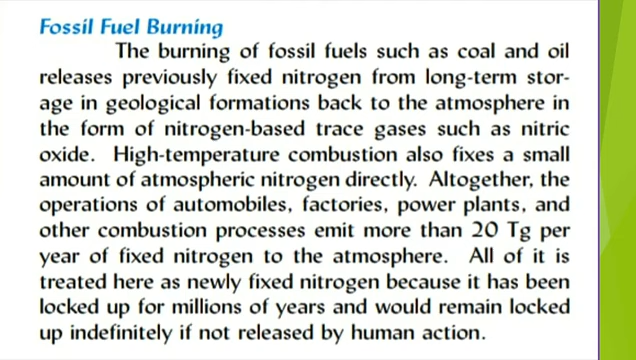 Fossil Fuel Burning
The burning of fossil fuels such as coal and oil
releases previously fixed nitrogen from long-term stor-
age in geological formations back to the atmosphere in
the form of nitrogen-based trace gases such as nitric
oxide. High-temperature combustion also fixes a small
amount of atmospheric nitrogen directly. Altogether, the
operations of automobiles, factories, power plants, and
other combustion processes emit more than 20 Tg per
year of fixed nitrogen to the atmosphere. All of it is
treated here as newly fixed nitrogen because it has been
locked up for millions of years and would remain locked
up indefinitely if not released by human action.